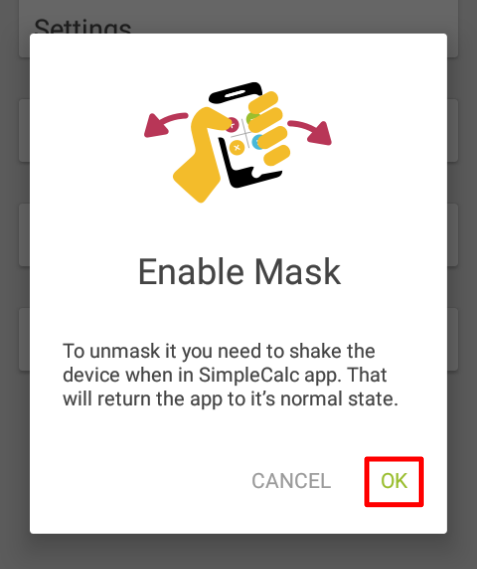 Settings
Enable Mask
To unmask it you need to shake the
device when in SimpleCalc app. That
will return the app to it's normal state.
CANCEL OK